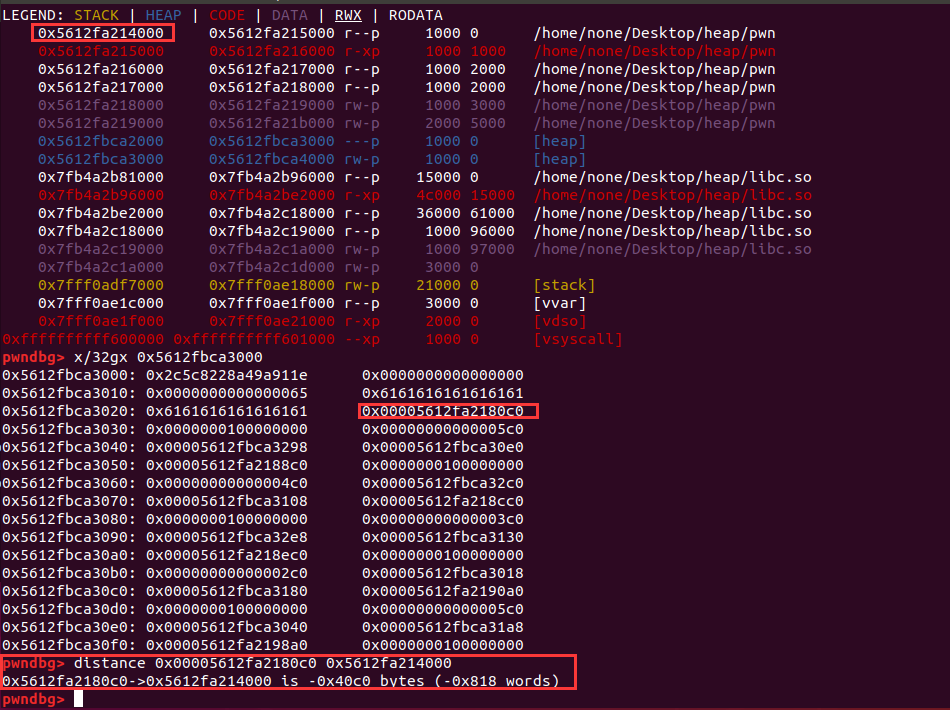 LEGEND: STACK | HEAP | CODE | DATA | RWX | RODATA
0x5612fa214000 0x5612fa215000 r--p 1000 0 /home/none/Desktop/heap/pwn
0x5612fa215000 0x5612fa216000 r-xp 1000 1000 /home/none/Desktop/heap/pwn
0x5612fa216000 0x5612fa217000 r--p 1000 2000 /home/none/Desktop/heap/pwn
0x5612fa217000 0x5612fa218000 r--p 1000 2000 /home/none/Desktop/heap/pwn
0x5612fa218000 0x5612fa219000 rw-p 1000 3000 /home/none/Desktop/heap/pwn
0x5612fa219000 0x5612fa21b000 rw-p 2000 5000 /home/none/Desktop/heap/pwn
0x5612fbca2000 0x5612fbca3000 ---p 1000 0 [heap]
0x5612fbca3000 0x5612fbca4000 rw-p 1000 0 [heap]
0x7fb4a2b81000 0x7fb4a2b96000 r--p 15000 0 /home/none/Desktop/heap/libc.so
0x7fb4a2b96000 0x7fb4a2be2000 r-xp 4c000 15000 /home/none/Desktop/heap/libc.so
0x7fb4a2be2000 0x7fb4a2c18000 r--p 36000 61000 /home/none/Desktop/heap/libc.so
0x7fb4a2c18000 0x7fb4a2c19000 r--p 1000 96000 /home/none/Desktop/heap/libc.so
0x7fb4a2c19000 0x7fb4a2c1a000 rw-p 1000 97000 /home/none/Desktop/heap/libc.so
0x7fb4a2c1a000 0x7fb4a2c1d000 rw-p 3000 0
0x7fff0adf7000 0x7fff0ae18000 rw-p 21000 0 [stack]
0x7fff0ae1c000 0x7fff0ae1f000 r--p 3000 0 [vvar]
0x7fff0ae1f000 0x7fff0ae21000 r-xp 2000 0 [vdso]
0xffffffffff600000 0xffffffffff601000 --xp 1000 0 [vsyscall]
pwndbg> x/32gx 0x5612fbca3000
0x5612fbca3000: 0x2c5c8228a49a911e 0x0000000000000000
0x5612fbca3010: 0x0000000000000065 0x6161616161616161
0x5612fbca3020: 0x6161616161616161 0x00005612fa2180c0
0x5612fbca3030: 0x0000000100000000 0x00000000000005c0
0x5612fbca3040: 0x00005612fbca3298 0x00005612fbca30e0
0x5612fbca3050: 0x00005612fa2188c0 0x0000000100000000
0x5612fbca3060: 0x00000000000004c0 0x00005612fbca32c0
0x5612fbca3070: 0x00005612fbca3108 0x00005612fa218cc0
0x5612fbca3080: 0x0000000100000000 0x00000000000003c0
0x5612fbca3090: 0x00005612fbca32e8 0x00005612fbca3130
0x5612fbca30a0: 0x00005612fa218ec0 0x0000000100000000
0x5612fbca30b0: 0x00000000000002c0 0x00005612fbca3018
0x5612fbca30c0: 0x00005612fbca3180 0x00005612fa2190a0
0x5612fbca30d0: 0x0000000100000000 0x00000000000005c0
0x5612fbca30e0: 0x00005612fbca3040 0x00005612fbca31a8
0x5612fbca30f0: 0x00005612fa2198a0 0x0000000100000000
pwndbg> distance 0x00005612fa2180c0 0x5612fa214000
0x5612fa2180c0->0x5612fa214000 is -0x40c0 bytes (-0x818 words)
pwndbg>